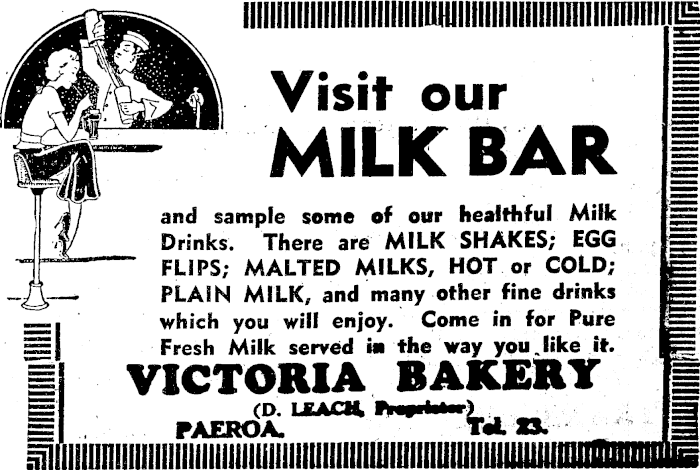 Visit our
MILK BAR
and sample some of our healthful Milk
Drinks. There are MILK SHAKES; EGG
FLIPS; MALTED MILKS, HOT or COLD;
PLAIN MILK, and many other fine drinks
which you will enjoy. Come in for Pure
Fresh Milk served in the way you like it.
VICTORIA BAKERY
(D. LEACH, Proprietor)
PAEROA. Tel. 23.